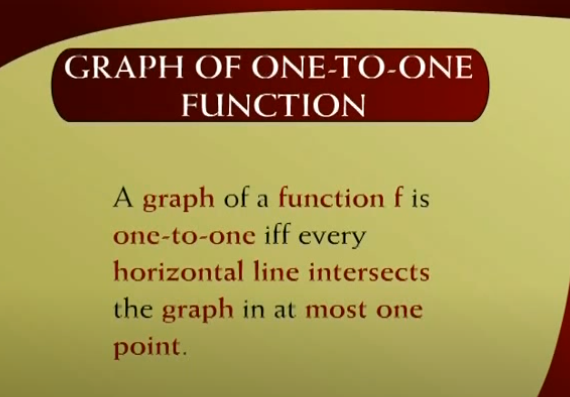 GRAPH OF ONE-TO-ONE
FUNCTION
A graph of a function f is
one-to-one iff every
horizontal line intersects
the graph in at most one
point.